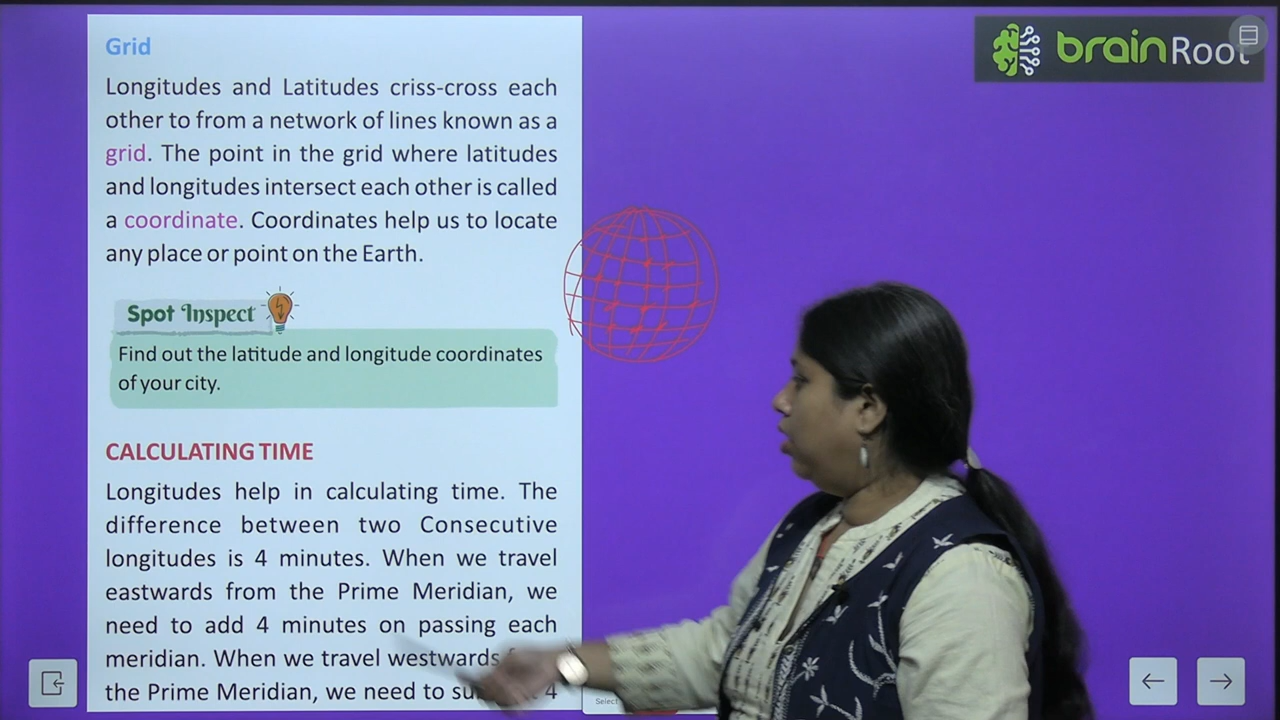 Grid
brainRoot
Longitudes and Latitudes criss-cross each
other to from a network of lines known as a
grid. The point in the grid where latitudes
and longitudes intersect each other is called
a coordinate. Coordinates help us to locate
any place or point on the Earth.
Spot Inspect
Find out the latitude and longitude coordinates
of your city.
CALCULATING TIME
Longitudes help in calculating time. The
difference between two Consecutive
longitudes is 4 minutes. When we travel
eastwards from the Prime Meridian, we
need to add 4 minutes on passing each
meridian. When we travel westwards
the Prime Meridian, we need to 4
Select